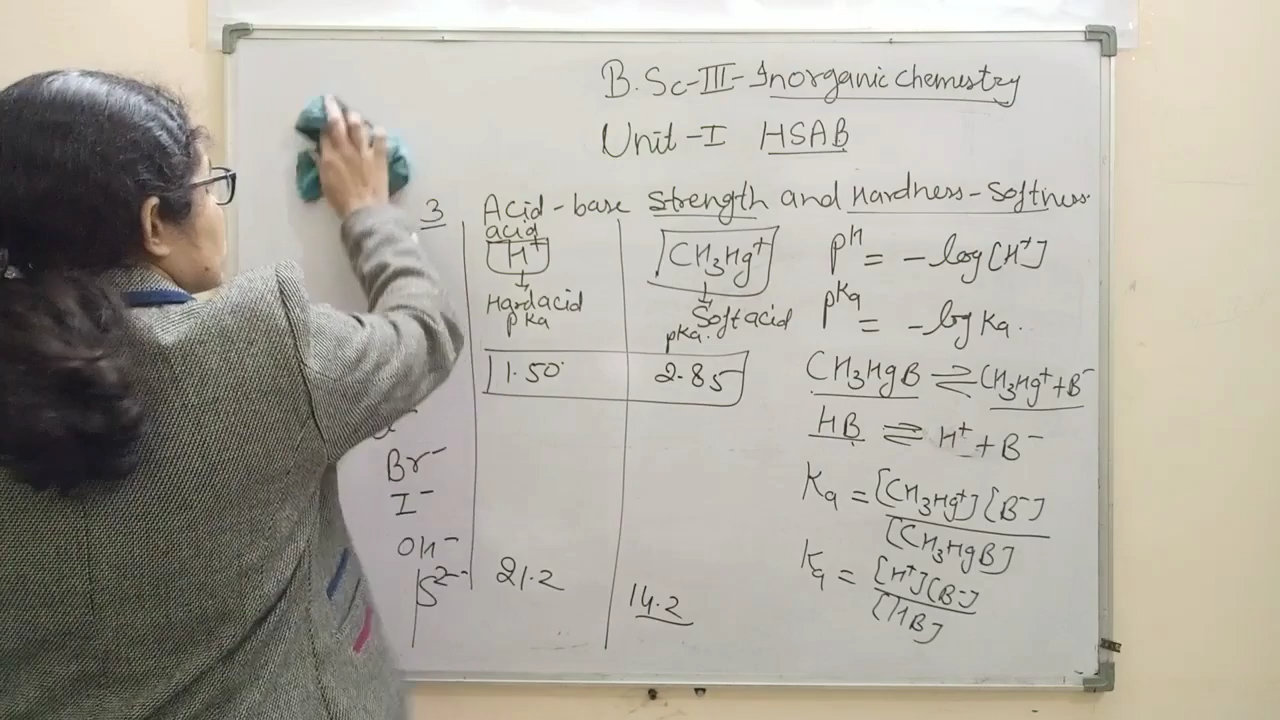 B.Sc-III-Inorganic chemistry
Unit-I HSAB
3 Acid-base strength and Hardness-Softness.
acid
H⁺
Hard acid
pKa
1.50
CH₃Hg⁺
Soft acid
pKa.
2.85
Br⁻
I⁻
OH⁻
S²⁻
21.2
14.2
pH = -log[H⁺]
pKa = -log Ka.
CH₃HgB ⇌ CH₃Hg⁺+B⁻
HB ⇌ H⁺+B⁻
Ka = [CH₃Hg⁺][B⁻]
[CH₃HgB]
Ka = [H⁺][B⁻]
[HB]